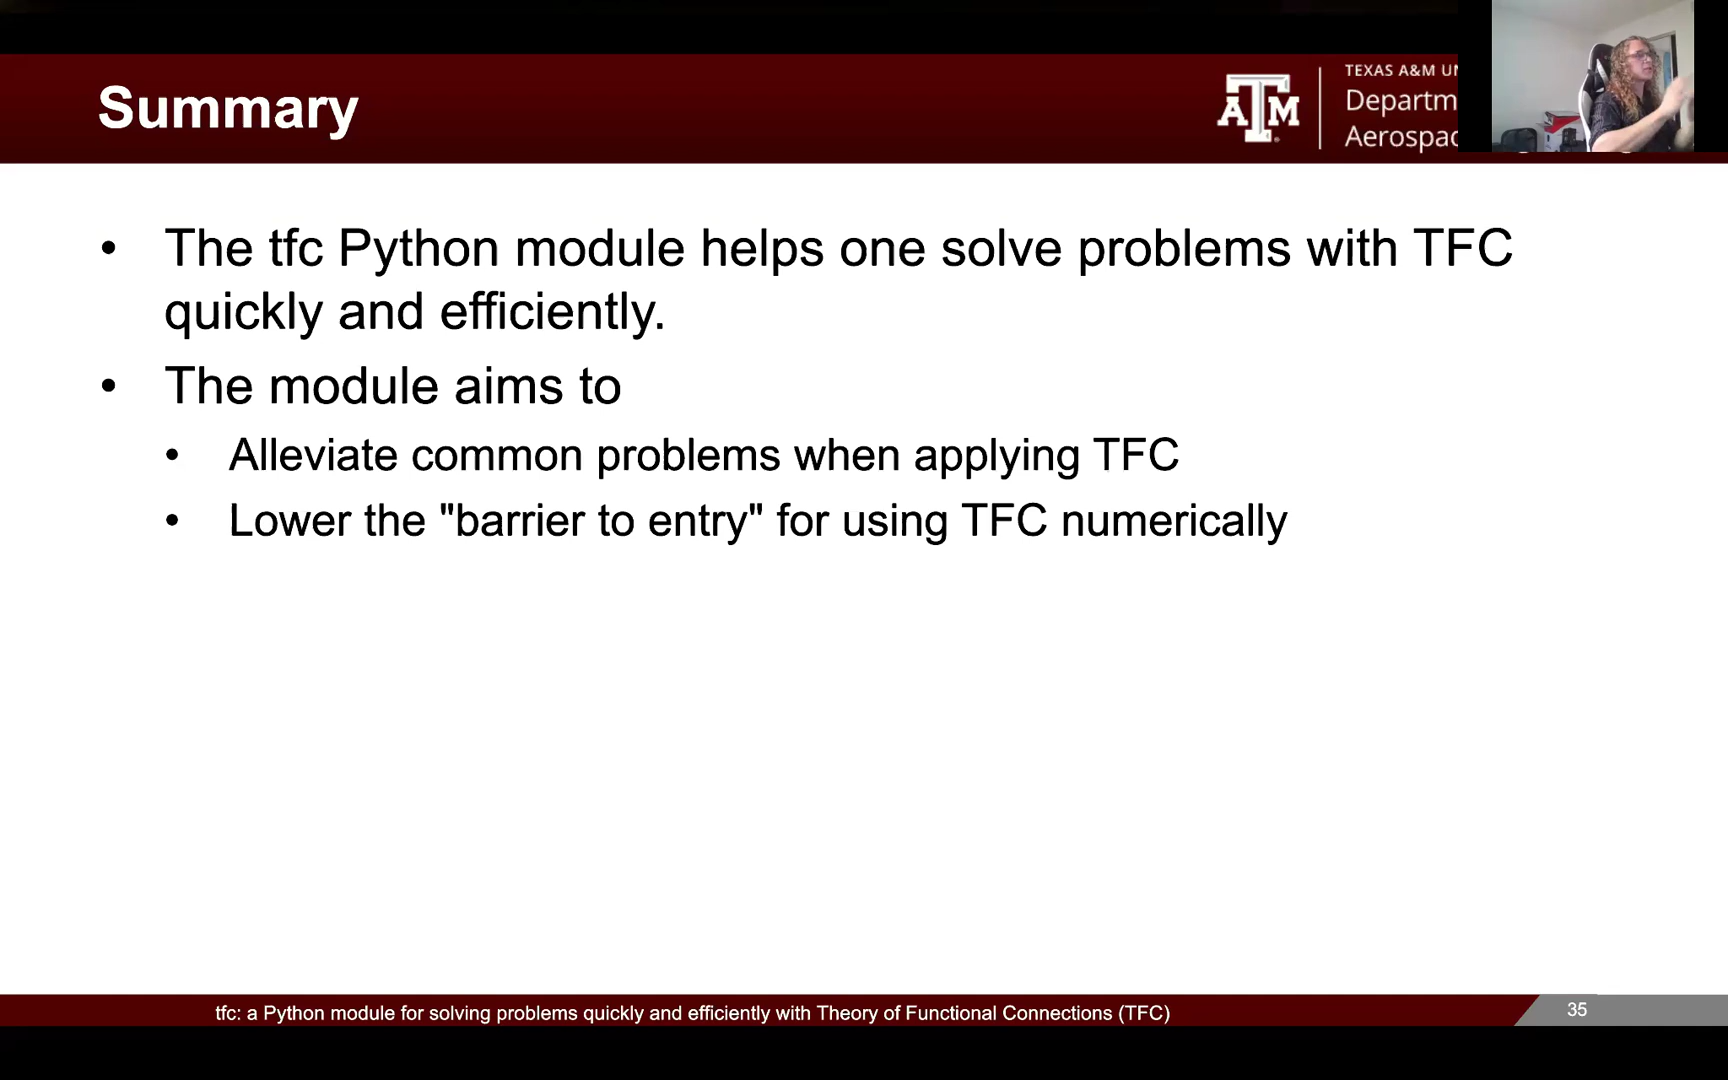 Summary
ATM
TEXAS A&M
Aerospac
• The tfc Python module helps one solve problems with TFC
quickly and efficiently.
• The module aims to
• Alleviate common problems when applying TFC
• Lower the "barrier to entry" for using TFC numerically
tfc: a Python module for solving problems quickly and efficiently with Theory of Functional Connections (TFC)
35